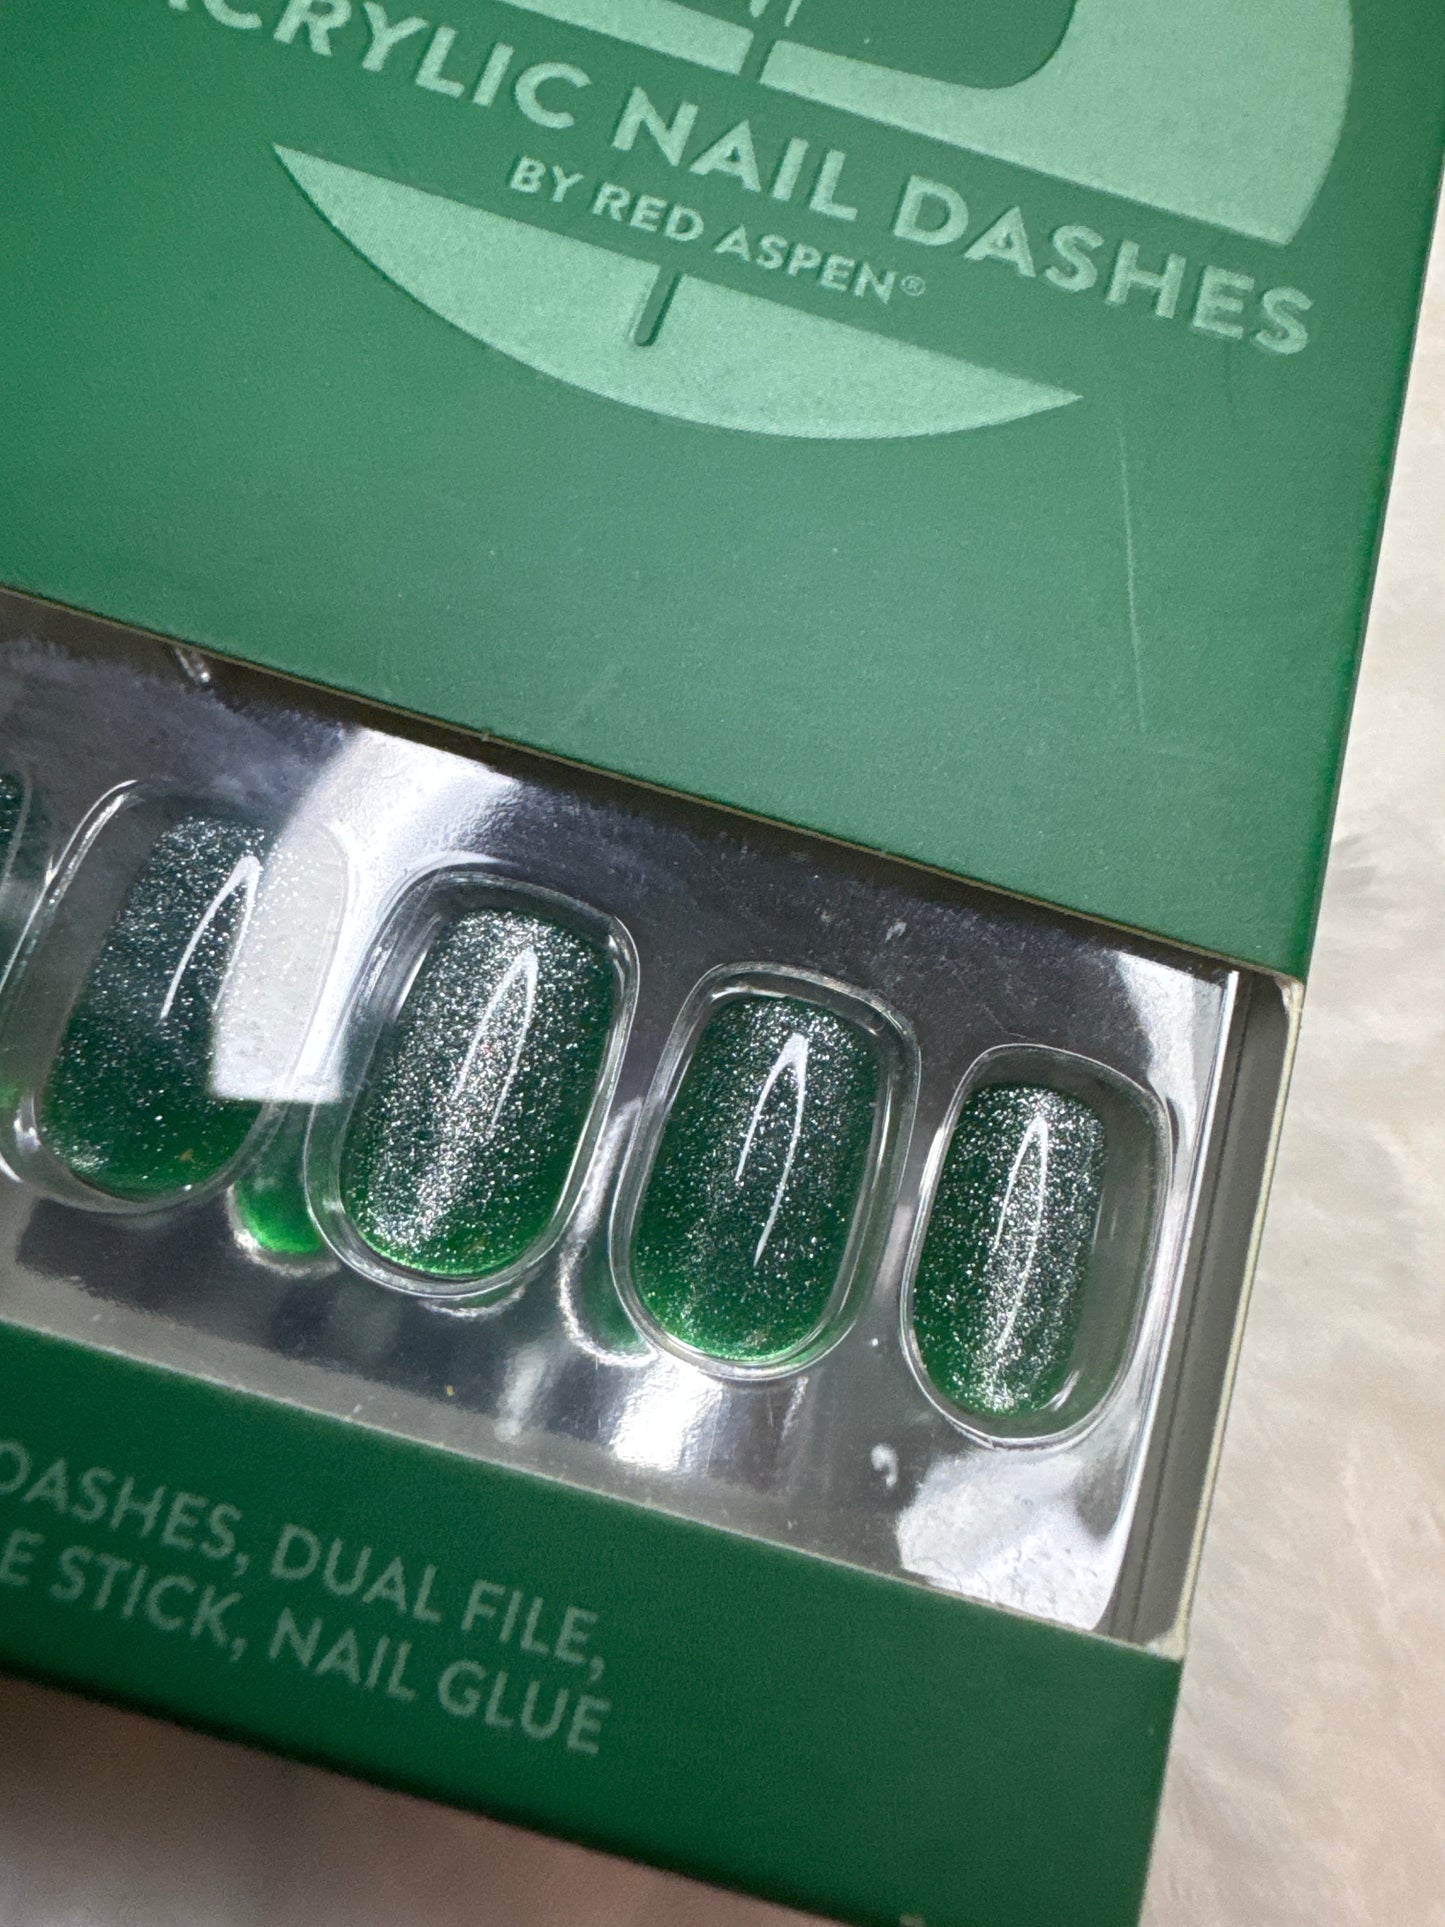 ACRYLIC NAIL DASHES
BY RED ASPEN®
DASHES, DUAL FILE,
E STICK, NAIL GLUE